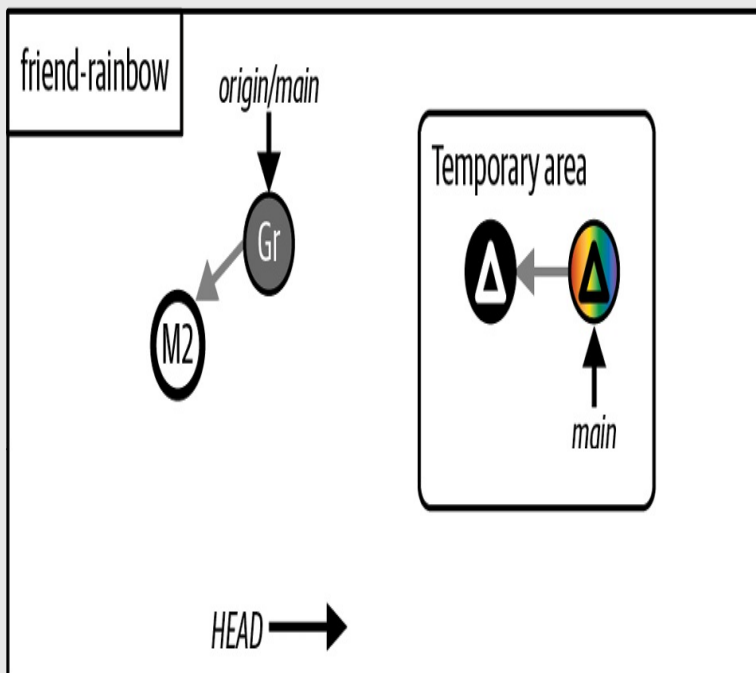 friend-rainbow
origin/main
Temporary area
Gr
Δ Δ
M2
main
HEAD